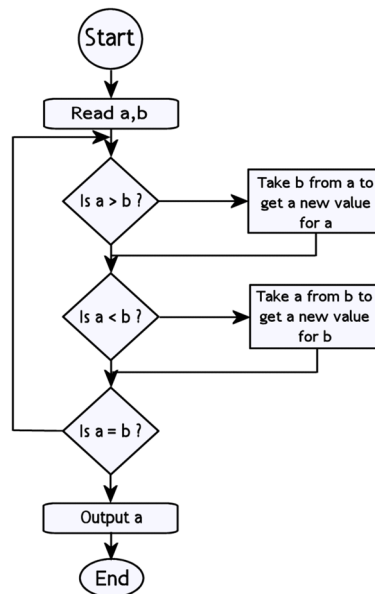 Start
Read a,b
Is a > b ?
Take b from a to
get a new value
for a
Is a < b ?
Take a from b to
get a new value
for b
Is a = b ?
Output a
End